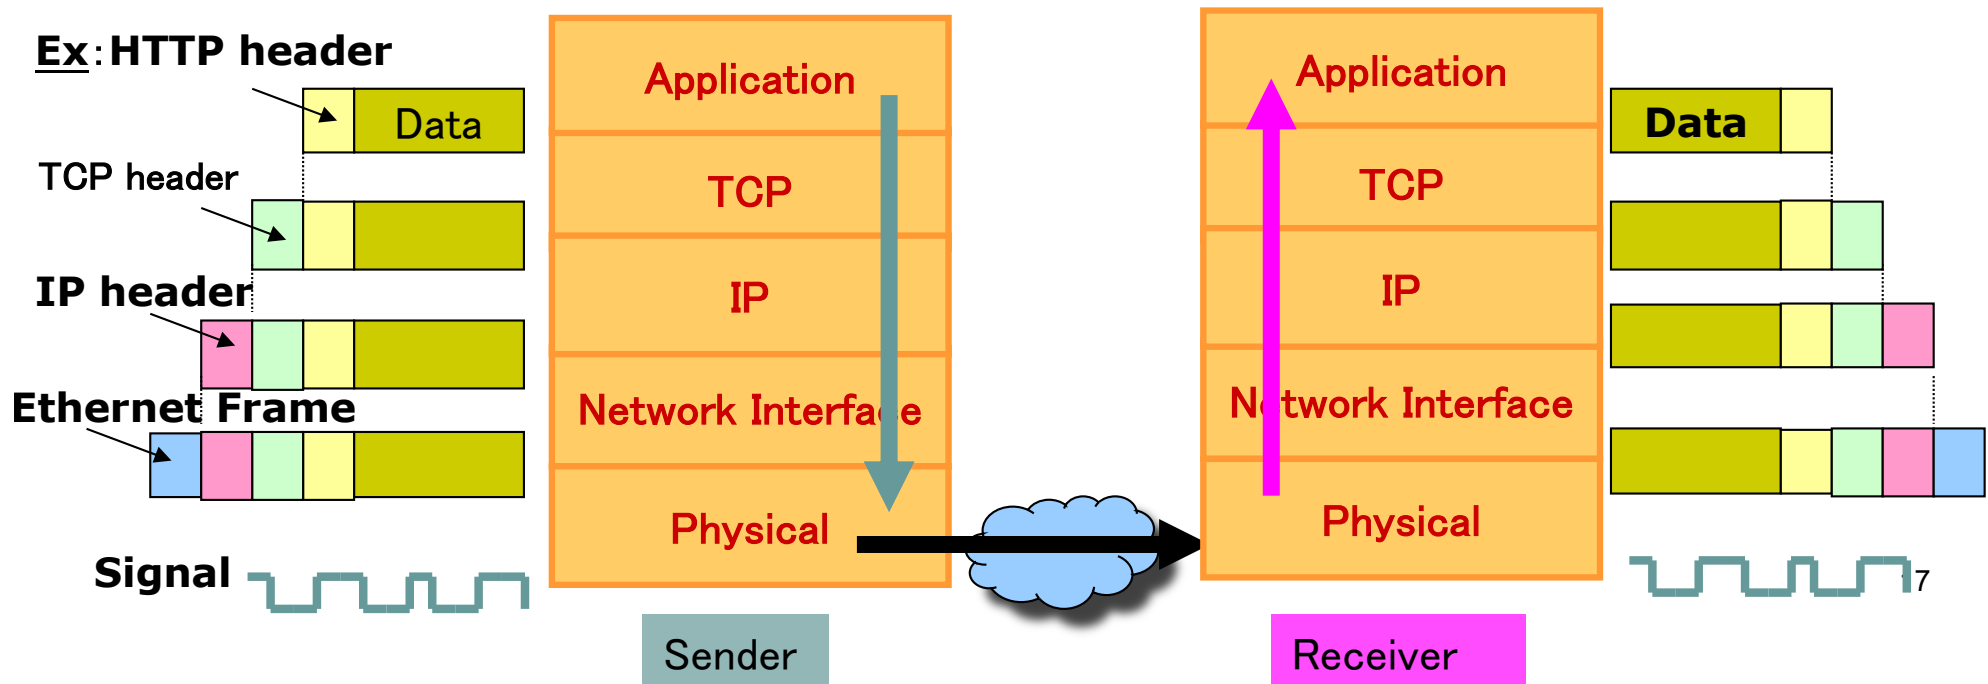 Ex:HTTP header
Data
TCP header
IP header
Ethernet Frame
Signal
Application
TCP
IP
Network Interface
Physical
Sender
Application
TCP
IP
Network Interface
Physical
Receiver
Data
7